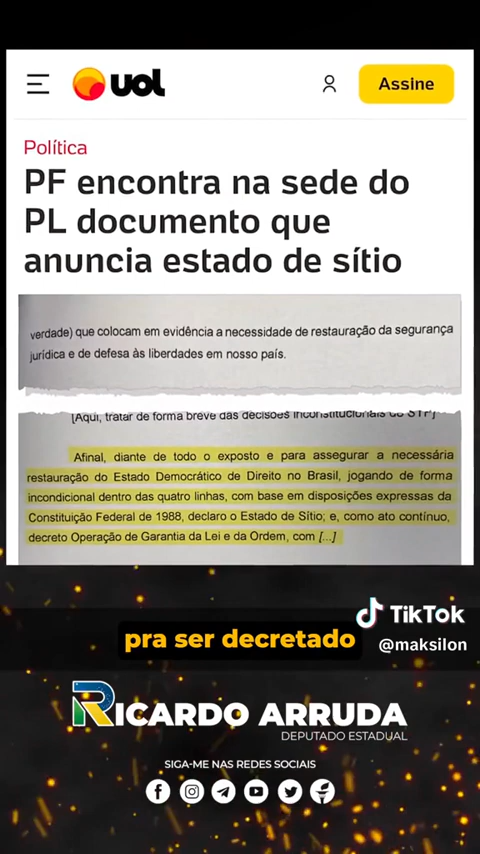 uol
Assine
Política
PF encontra na sede do
PL documento que
anuncia estado de sítio
verdade) que colocam em evidência a necessidade de restauração da segurança
jurídica e de defesa às liberdades em nosso país.
[Aqui, tratar de forma breve das decisões inconstitucionais do STF]
Afinal, diante de todo o exposto e para assegurar a necessária
restauração do Estado Democrático de Direito no Brasil, jogando de forma
incondicional dentro das quatro linhas, com base em disposições expressas da
Constituição Federal de 1988, declaro o Estado de Sítio; e, como ato contínuo,
decreto Operação de Garantia da Lei e da Ordem, com [...]
TikTok
pra ser decretado
@maksilon
RICARDO ARRUDA
DEPUTADO ESTADUAL
SIGA-ME NAS REDES SOCIAIS